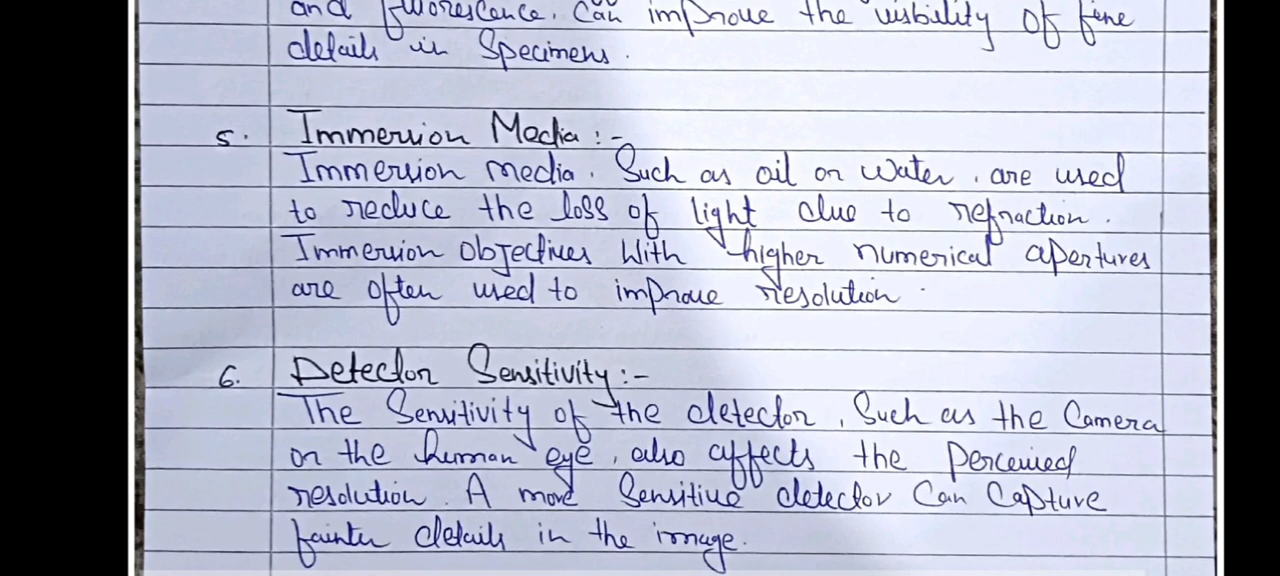 and fluorescence. Can improve the visbility of fine
details in Specimens.
5. Immersion Media :-
Immersion media. Such as oil or water. are used
to reduce the loss of light due to refraction.
Immersion objectives With higher numerical apertures
are often used to improve resolution.
6. Detector Sensitivity :-
The Sensitivity of the detector, Such as the Camera
or the human eye, also affects the perceived
resolution. A more Sensitive detector Can Capture
fainter details in the image.